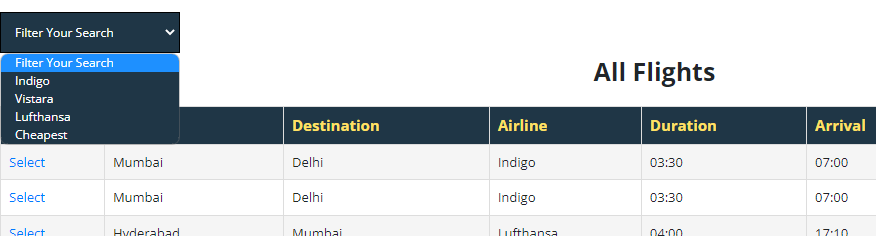 Filter Your Search
Filter Your Search
Indigo
Vistara
Lufthansa
Cheapest
All Flights
Destination Airline Duration Arrival
Select Mumbai Delhi Indigo 03:30 07:00
Select Mumbai Delhi Indigo 03:30 07:00
Select Hyderabad Mumbai Lufthansa 04:00 17:10